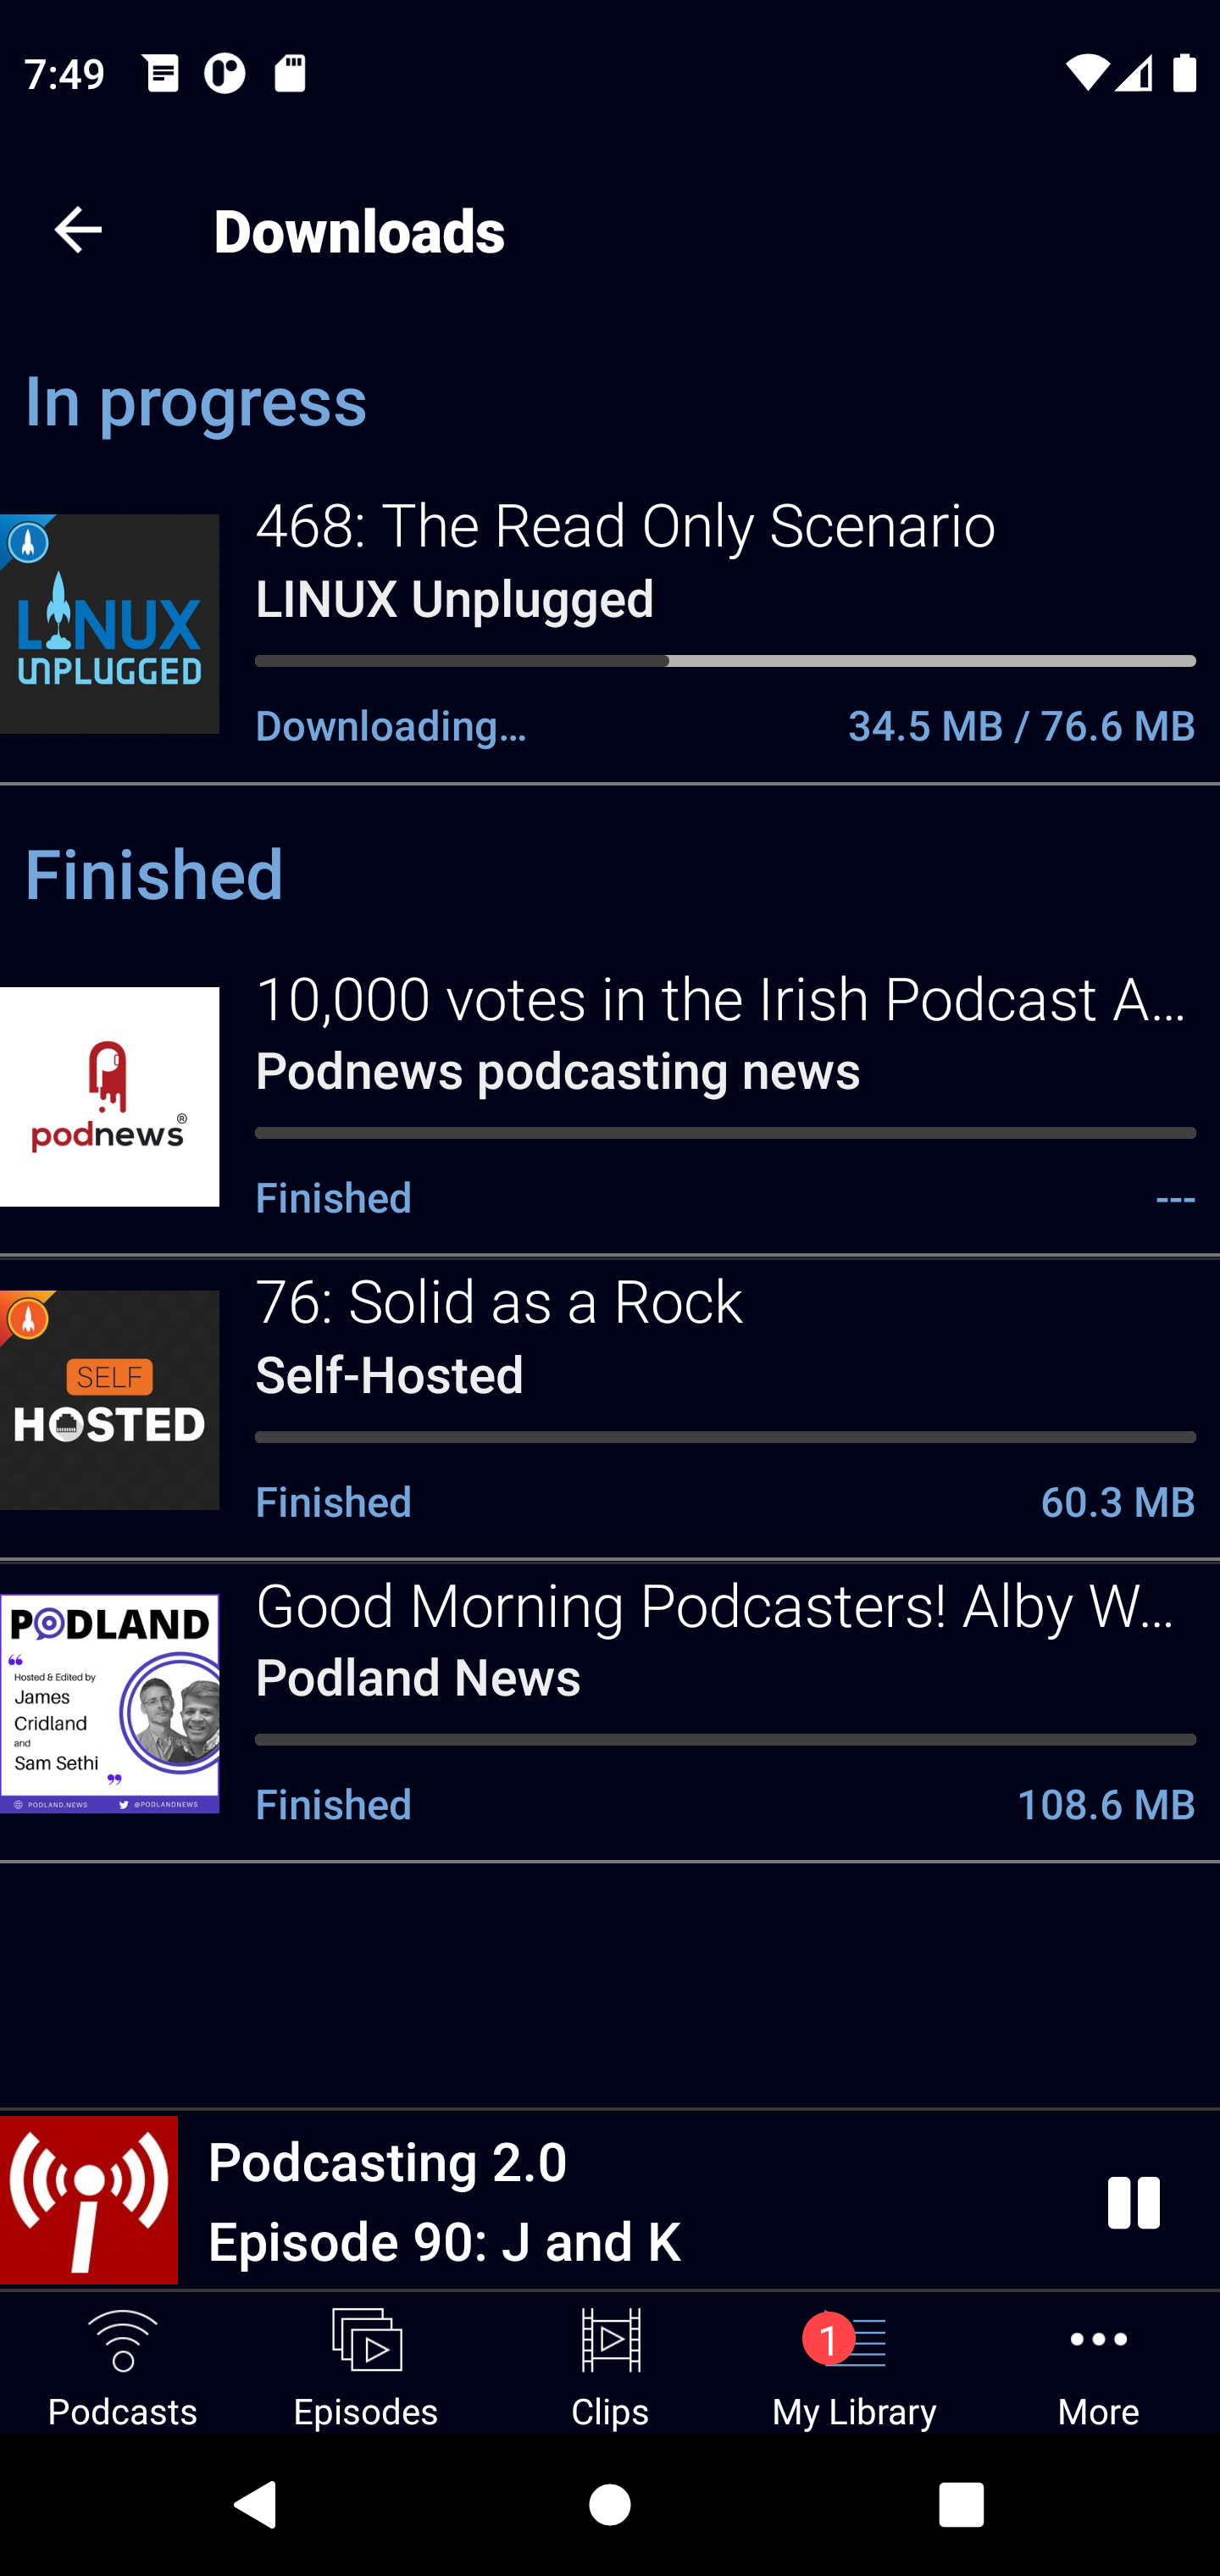 7:49
Downloads
In progress
468: The Read Only Scenario
LINUX Unplugged
LINUX
UNPLUGGED
Downloading...
34.5 MB / 76.6 MB
Finished
10,000 votes in the Irish Podcast A...
Podnews podcasting news
podnews®
Finished
---
76: Solid as a Rock
Self-Hosted
SELF
HOSTED
Finished
60.3 MB
Good Morning Podcasters! Alby W...
Podland News
PODLAND
“
Hosted & Edited by
James
Cridland
and
Sam Sethi
”
PODLAND.NEWS
@PODLANDNEWS
Finished
108.6 MB
Podcasting 2.0
Episode 90: J and K
Podcasts
Episodes
Clips
1
My Library
More